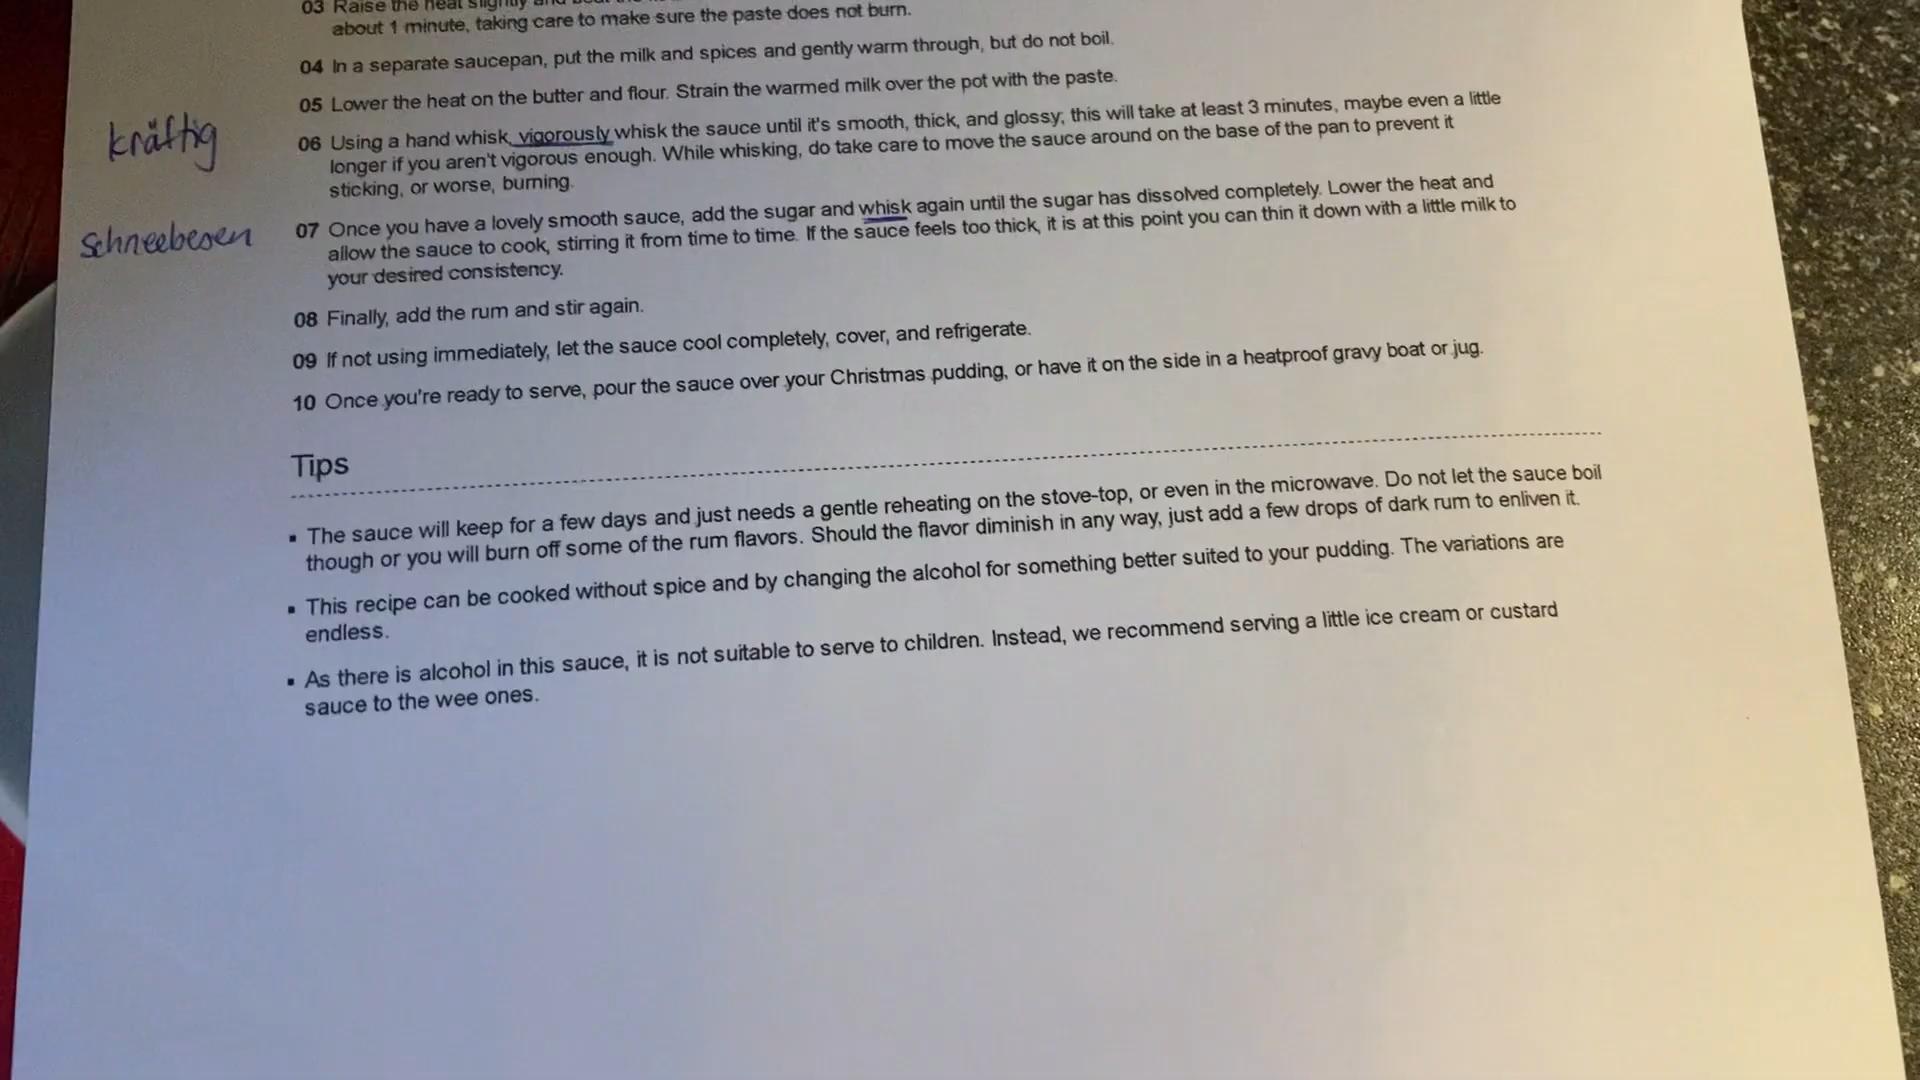 03 Raise the heat slightly and
about 1 minute, taking care to make sure the paste does not burn.
04 In a separate saucepan, put the milk and spices and gently warm through, but do not boil.
05 Lower the heat on the butter and flour. Strain the warmed milk over the pot with the paste.
kräftig
06 Using a hand whisk, vigorously whisk the sauce until it's smooth, thick, and glossy; this will take at least 3 minutes, maybe even a little
longer if you aren't vigorous enough. While whisking, do take care to move the sauce around on the base of the pan to prevent it
sticking, or worse, burning.
Schneebesen
07 Once you have a lovely smooth sauce, add the sugar and whisk again until the sugar has dissolved completely. Lower the heat and
allow the sauce to cook, stirring it from time to time. If the sauce feels too thick, it is at this point you can thin it down with a little milk to
your desired consistency.
08 Finally, add the rum and stir again.
09 If not using immediately, let the sauce cool completely, cover, and refrigerate.
10 Once you're ready to serve, pour the sauce over your Christmas pudding, or have it on the side in a heatproof gravy boat or jug.
Tips
▪ The sauce will keep for a few days and just needs a gentle reheating on the stove-top, or even in the microwave. Do not let the sauce boil
though or you will burn off some of the rum flavors. Should the flavor diminish in any way, just add a few drops of dark rum to enliven it.
▪ This recipe can be cooked without spice and by changing the alcohol for something better suited to your pudding. The variations are
endless.
▪ As there is alcohol in this sauce, it is not suitable to serve to children. Instead, we recommend serving a little ice cream or custard
sauce to the wee ones.